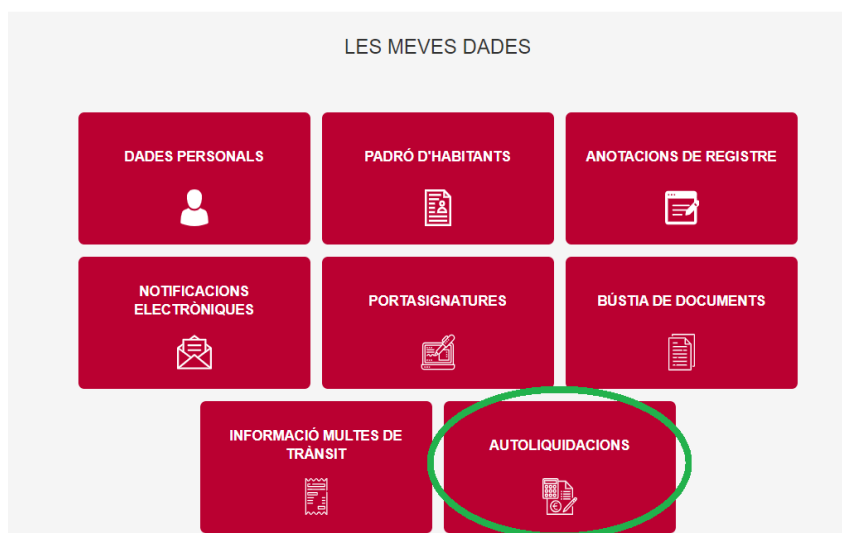 LES MEVES DADES
DADES PERSONALS
PADRÓ D'HABITANTS
ANOTACIONS DE REGISTRE
NOTIFICACIONS
ELECTRÒNIQUES
PORTASIGNATURES
BÚSTIA DE DOCUMENTS
INFORMACIÓ MULTES DE
TRÀNSIT
AUTOLIQUIDACIONS